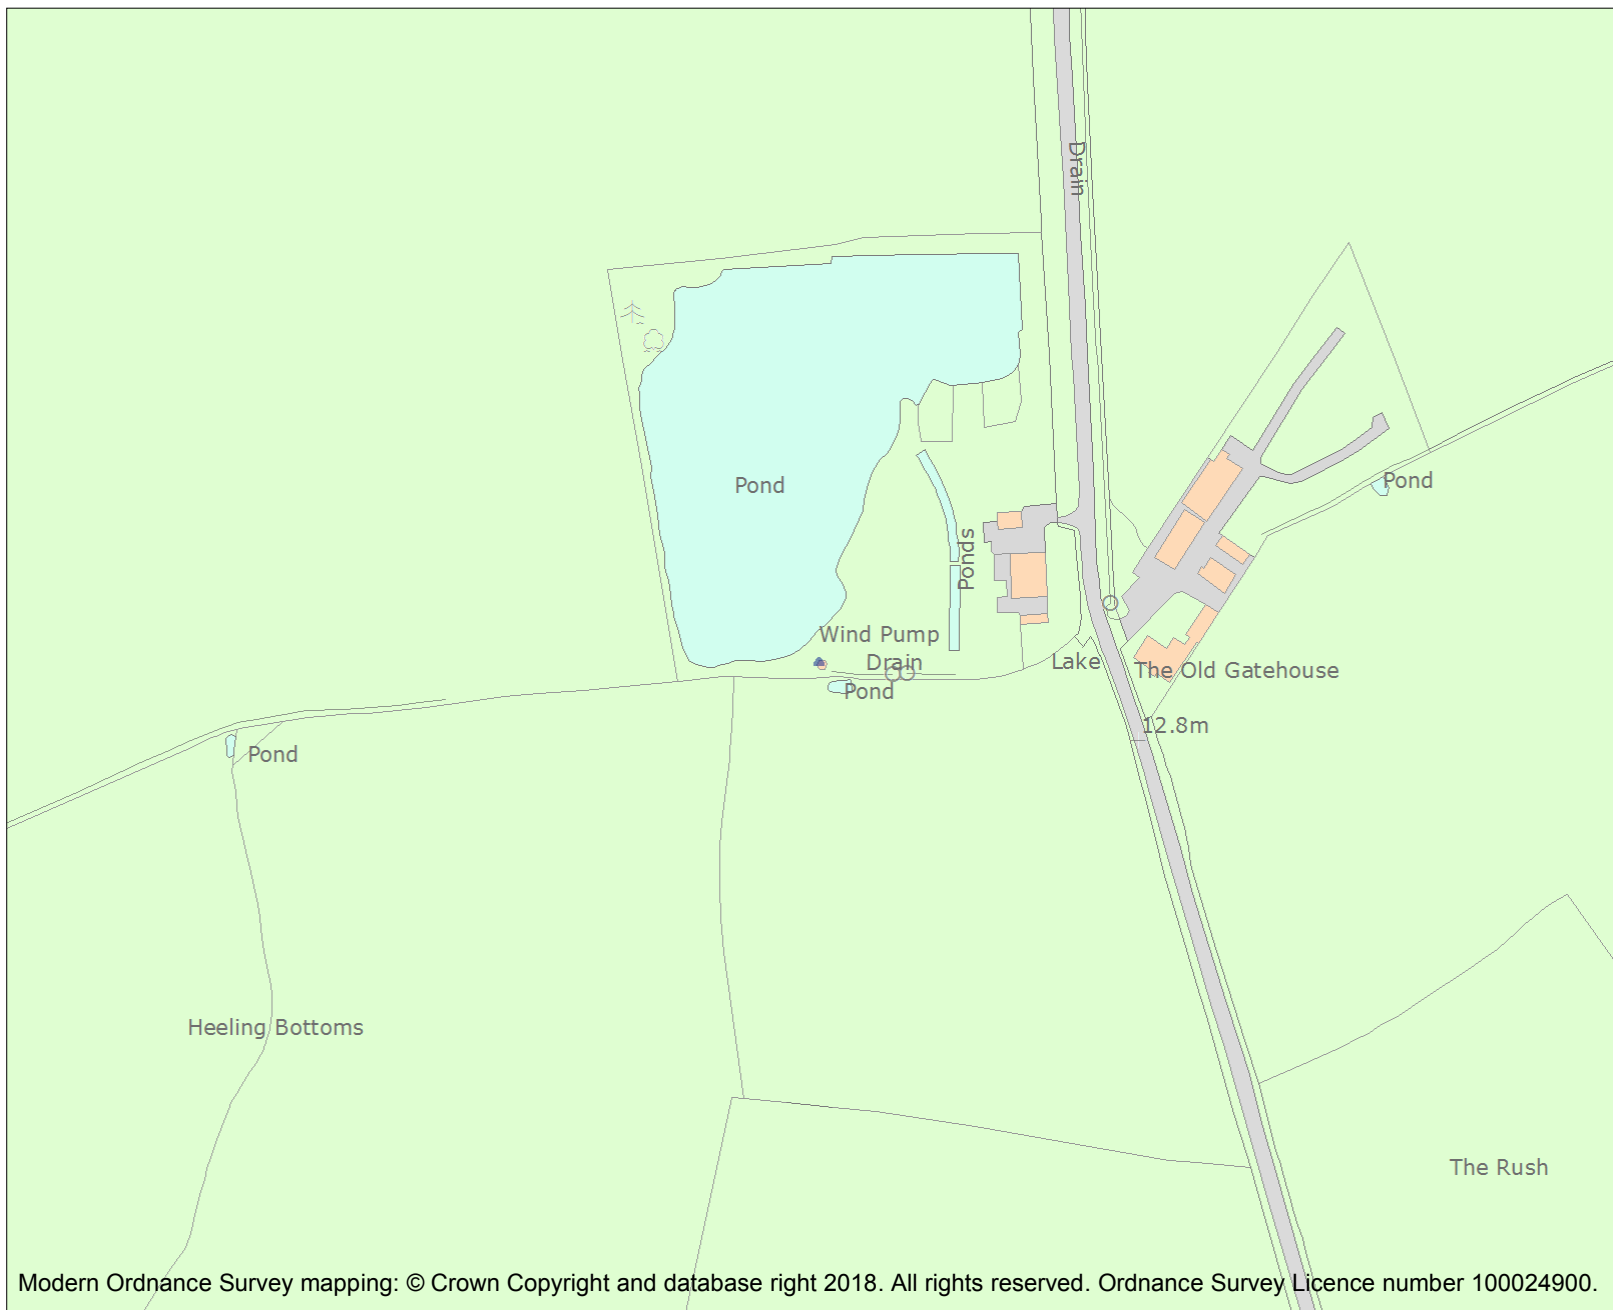 Drain
Pond
Pond
Ponds
Wind Pump
Drain
Lake
The Old Gatehouse
Pond
12.8m
Pond
Heeling Bottoms
The Rush
Modern Ordnance Survey mapping: © Crown Copyright and database right 2018. All rights reserved. Ordnance Survey Licence number 100024900.